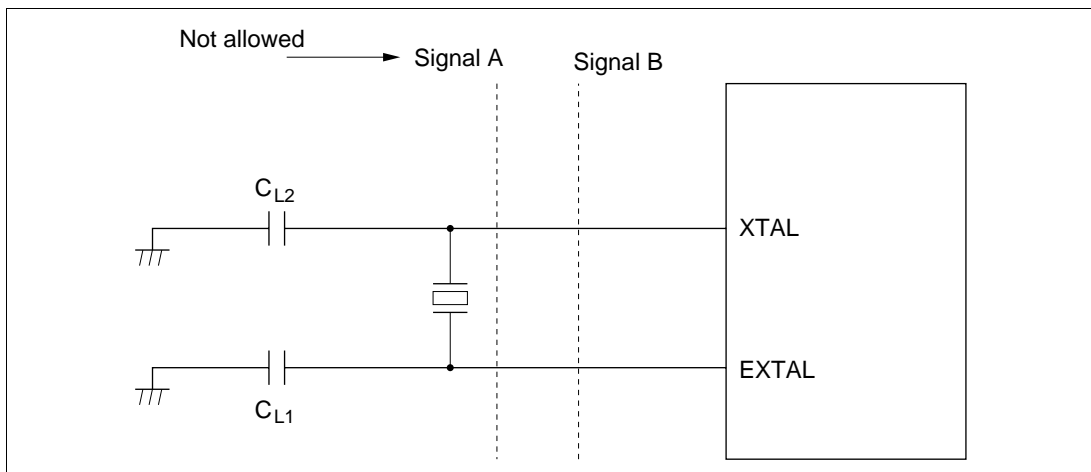 Not allowed
Signal A
Signal B
CL2
XTAL
EXTAL
CL1